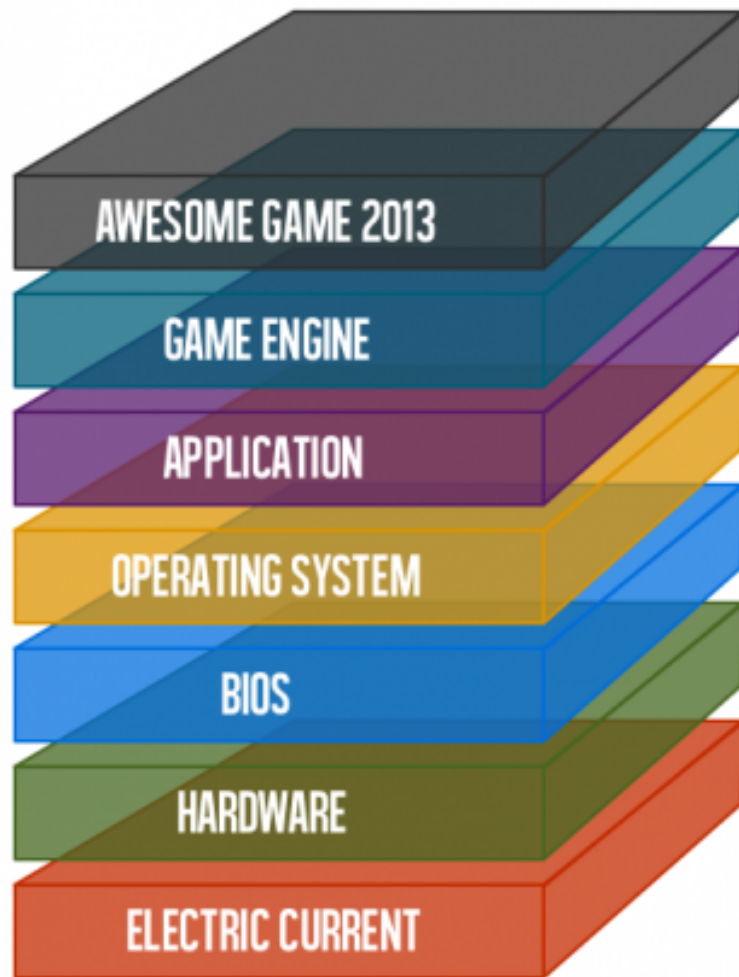 AWESOME GAME 2013
GAME ENGINE
APPLICATION
OPERATING SYSTEM
BIOS
HARDWARE
ELECTRIC CURRENT